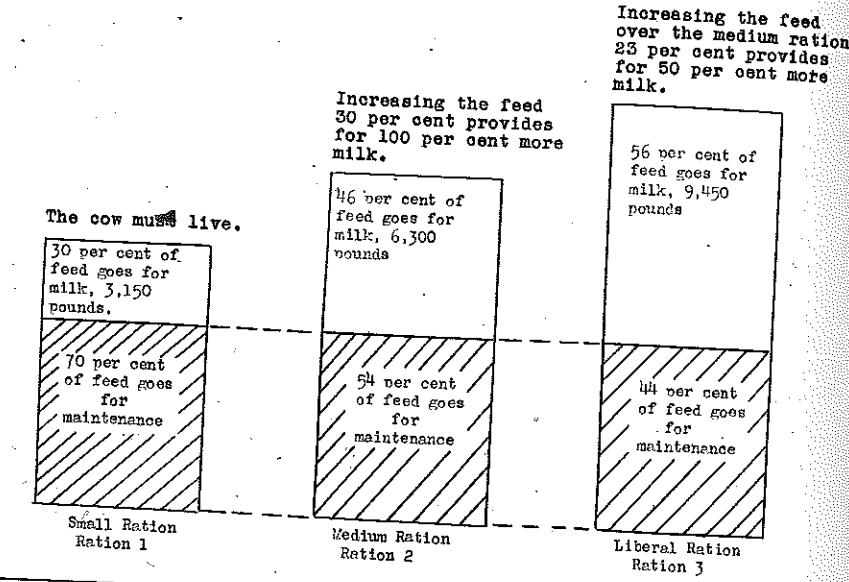 The cow must live.
30 per cent of
feed goes for
milk, 3,150
pounds.
70 per cent
of feed goes
for
maintenance
Small Ration
Ration 1
Increasing the feed
30 per cent provides
for 100 per cent more
milk.
46 per cent of
feed goes for
milk, 6,300
pounds
54 per cent
of feed goes
for
maintenance
Medium Ration
Ration 2
Increasing the feed
over the medium ration
23 per cent provides
for 50 per cent more
milk.
56 per cent of
feed goes for
milk, 9,450
pounds
44 per cent
of feed goes
for
maintenance
Liberal Ration
Ration 3